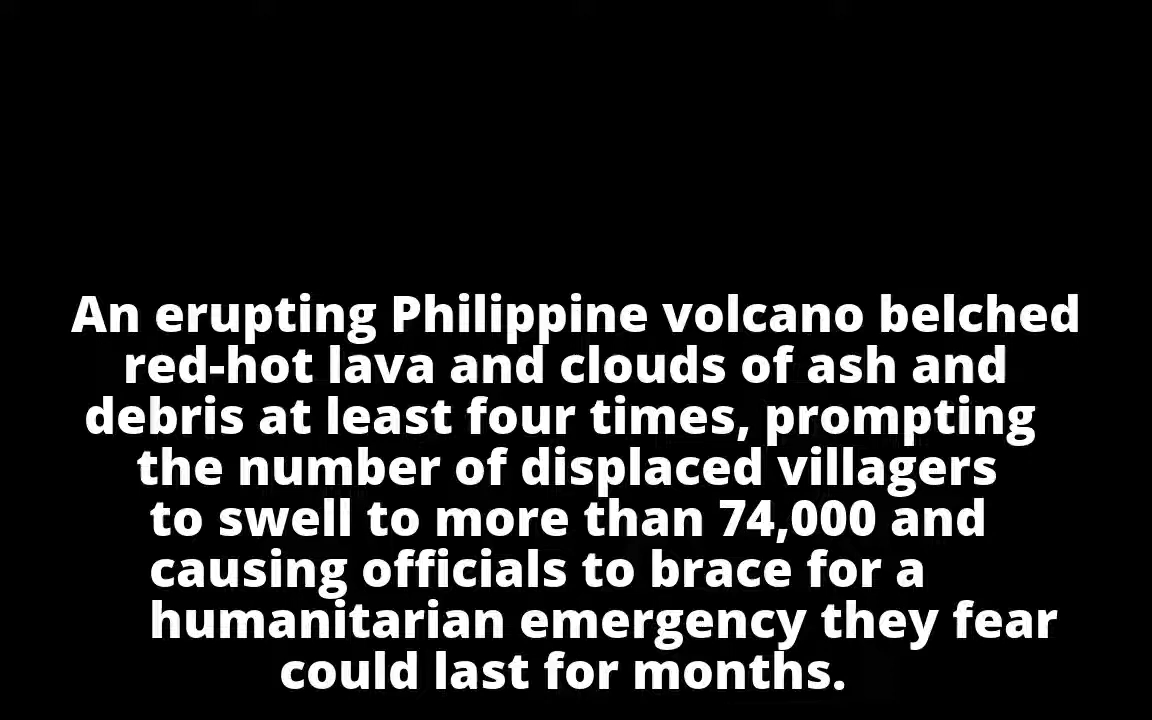 An erupting Philippine volcano belched
red-hot lava and clouds of ash and
debris at least four times, prompting
the number of displaced villagers
to swell to more than 74,000 and
causing officials to brace for a
humanitarian emergency they fear
could last for months.